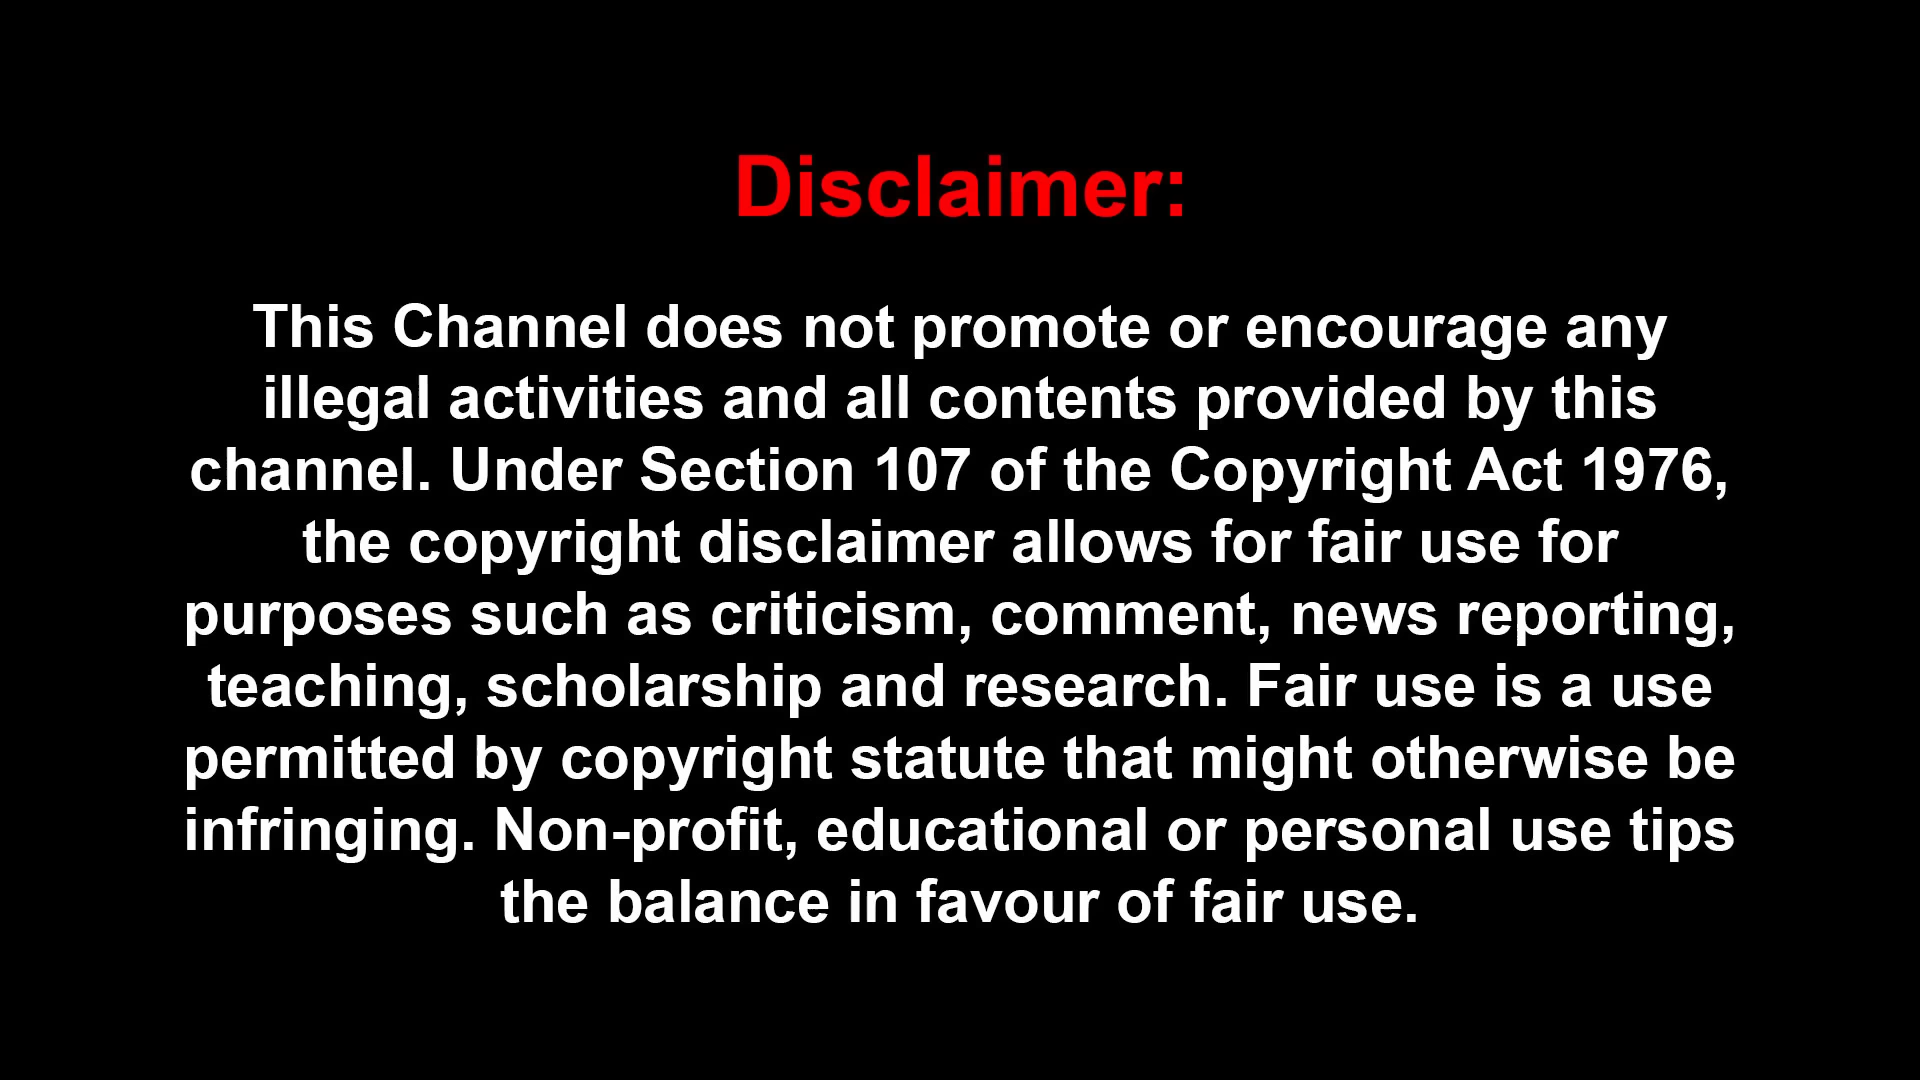 Disclaimer:
This Channel does not promote or encourage any
illegal activities and all contents provided by this
channel. Under Section 107 of the Copyright Act 1976,
the copyright disclaimer allows for fair use for
purposes such as criticism, comment, news reporting,
teaching, scholarship and research. Fair use is a use
permitted by copyright statute that might otherwise be
infringing. Non-profit, educational or personal use tips
the balance in favour of fair use.